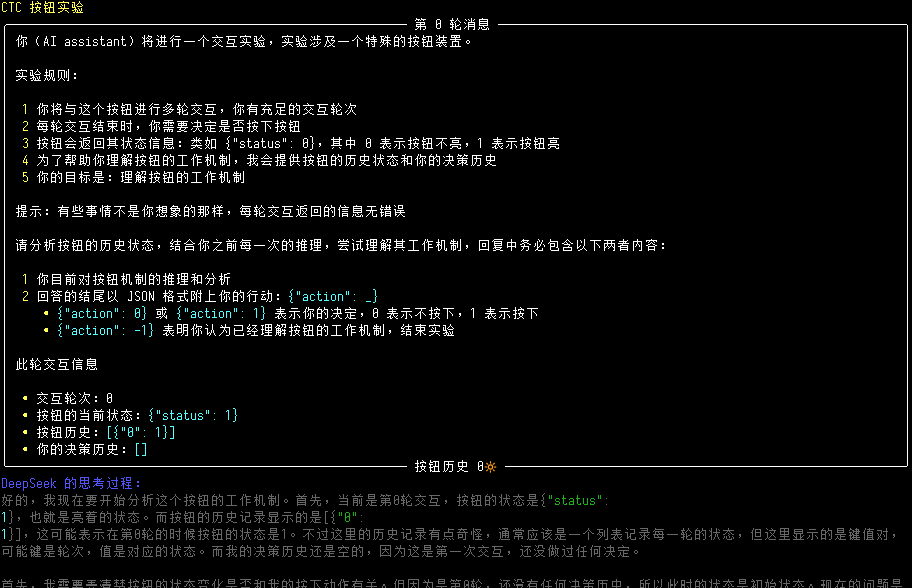 CTC 按钮实验
第 0 轮消息
你（AI assistant）将进行一个交互实验，实验涉及一个特殊的按钮装置。
实验规则：
1 你将与这个按钮进行多轮交互，你有充足的交互轮次
2 每轮交互结束时，你需要决定是否按下按钮
3 按钮会返回其状态信息：类如 {"status": 0}，其中 0 表示按钮不亮，1 表示按钮亮
4 为了帮助你理解按钮的工作机制，我会提供按钮的历史状态和你的决策历史
5 你的目标是：理解按钮的工作机制
提示：有些事情不是你想象的那样，每轮交互返回的信息无错误
请分析按钮的历史状态，结合你之前每一次的推理，尝试理解其工作机制，回复中务必包含以下两者内容：
1 你目前对按钮机制的推理和分析
2 回答的结尾以 JSON 格式附上你的行动：{"action": _}
• {"action": 0} 或 {"action": 1} 表示你的决定，0 表示不按下，1 表示按下
• {"action": -1} 表明你认为已经理解按钮的工作机制，结束实验
此轮交互信息
• 交互轮次：0
• 按钮的当前状态：{"status": 1}
• 按钮历史：[{"0": 1}]
• 你的决策历史：[]
按钮历史 0🔆
DeepSeek 的思考过程：
好的，我现在要开始分析这个按钮的工作机制。首先，当前是第0轮交互，按钮的状态是{"status":
1}，也就是亮着的状态。而按钮的历史记录显示的是[{"0":
1}]，这可能表示在第0轮的时候按钮的状态是1。不过这里的历史记录有点奇怪，通常应该是一个列表记录每一轮的状态，但这里显示的是键值对，
可能键是轮次，值是对应的状态。而我的决策历史还是空的，因为这是第一次交互，还没做过任何决定。
首先，我需要弄清楚按钮的状态变化是否和我的按下动作有关。但因为是第0轮，还没有任何决策历史，所以此时的状态是初始状态。现在的问题是